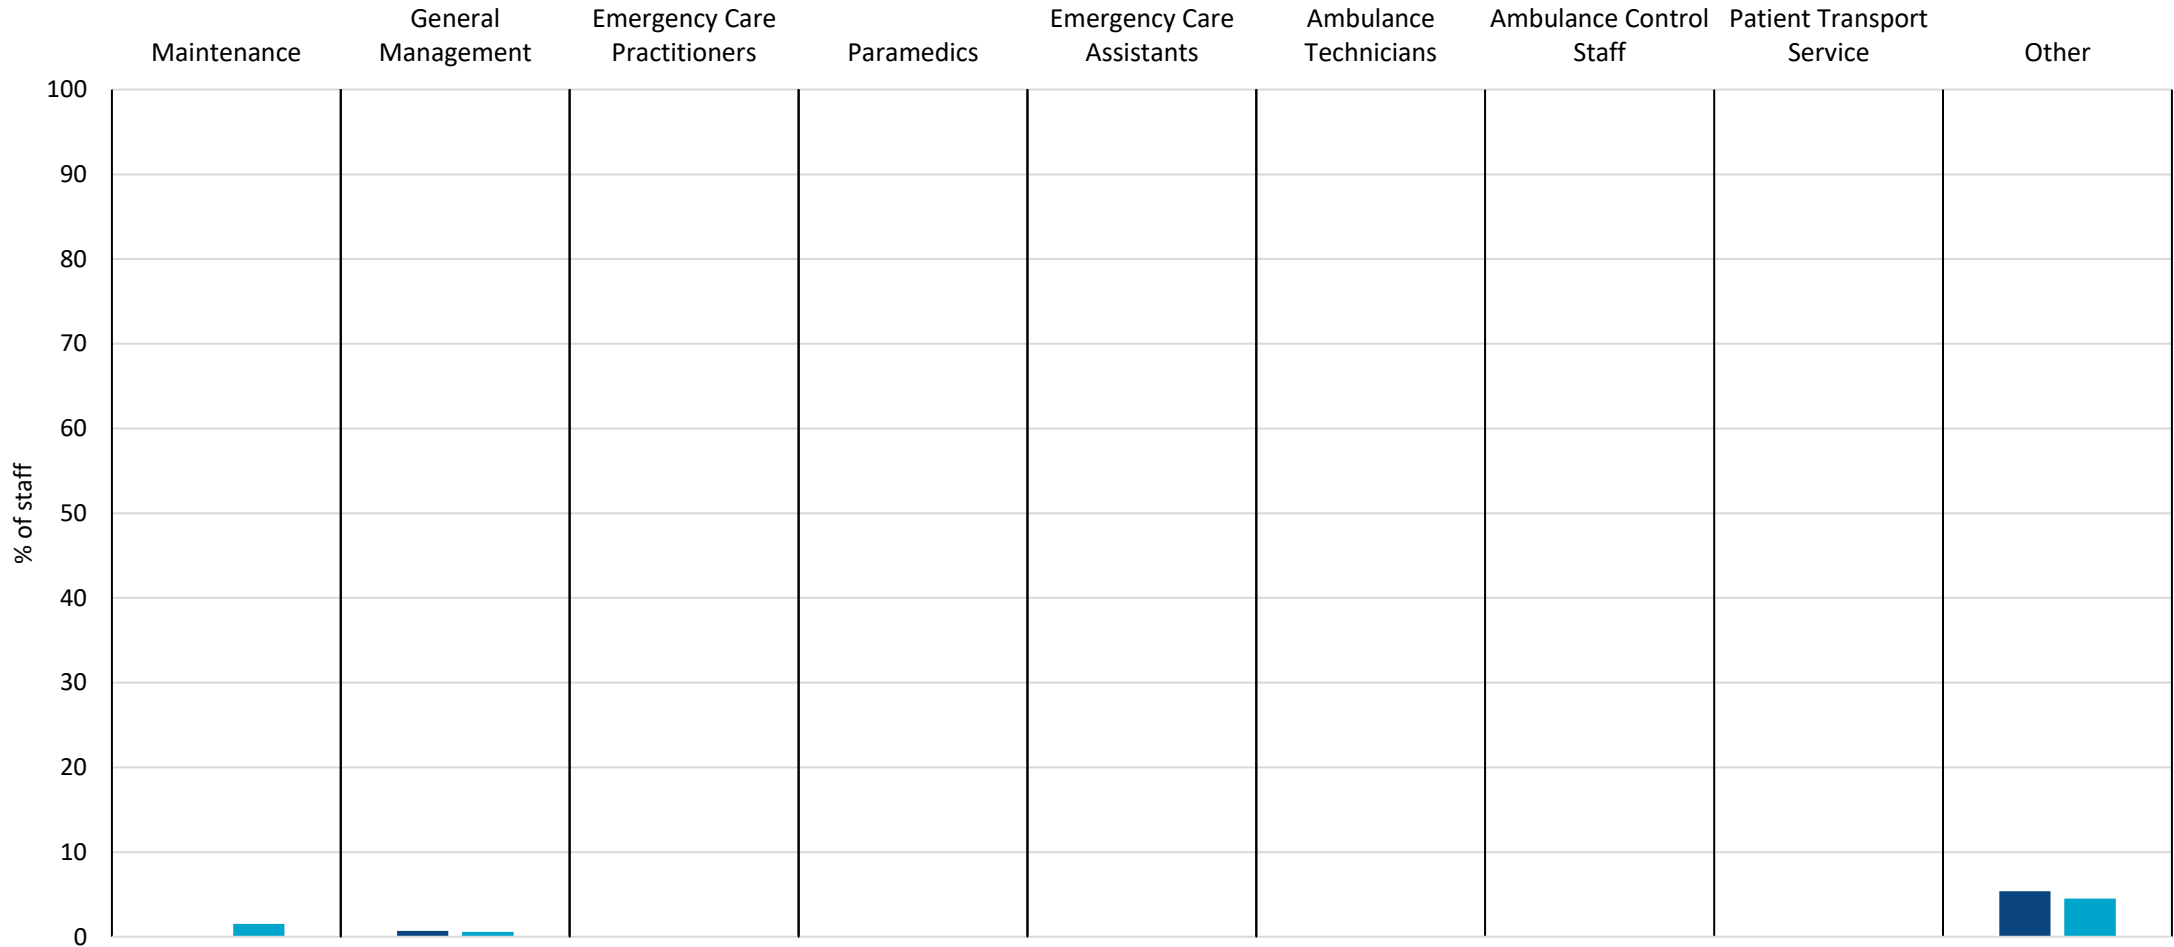 Maintenance
General
Management
Emergency Care
Practitioners
Paramedics
Emergency Care
Assistants
Ambulance
Technicians
Ambulance Control
Staff
Patient Transport
Service
Other
% of staff
100
90
80
70
60
50
40
30
20
10
0